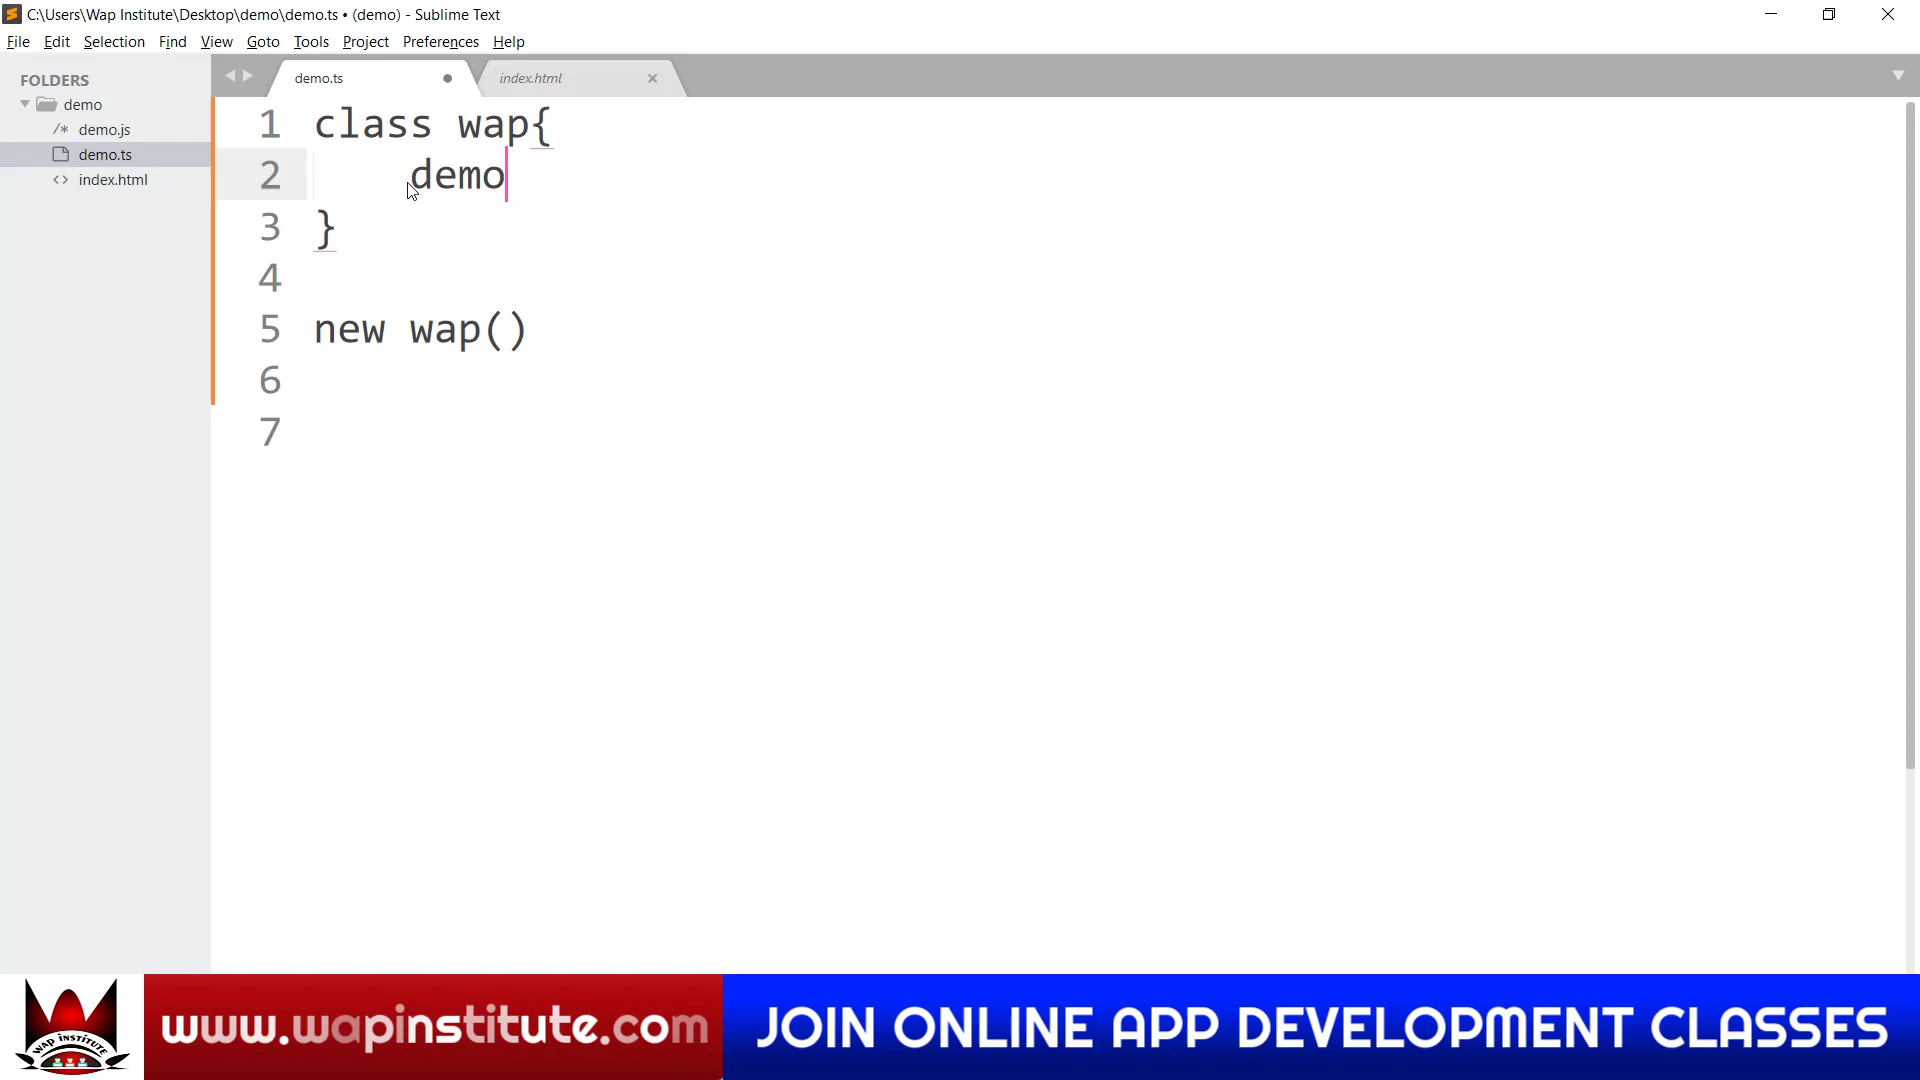 C:\Users\Wap Institute\Desktop\demo\demo.ts • (demo) - Sublime Text
File Edit Selection Find View Goto Tools Project Preferences Help
FOLDERS
demo
/* demo.js
demo.ts
<> index.html
demo.ts index.html
1 class wap{
2 demo
3 }
4
5 new wap()
6
7
WAP INSTITUTE
www.wapinstitute.com
JOIN ONLINE APP DEVELOPMENT CLASSES